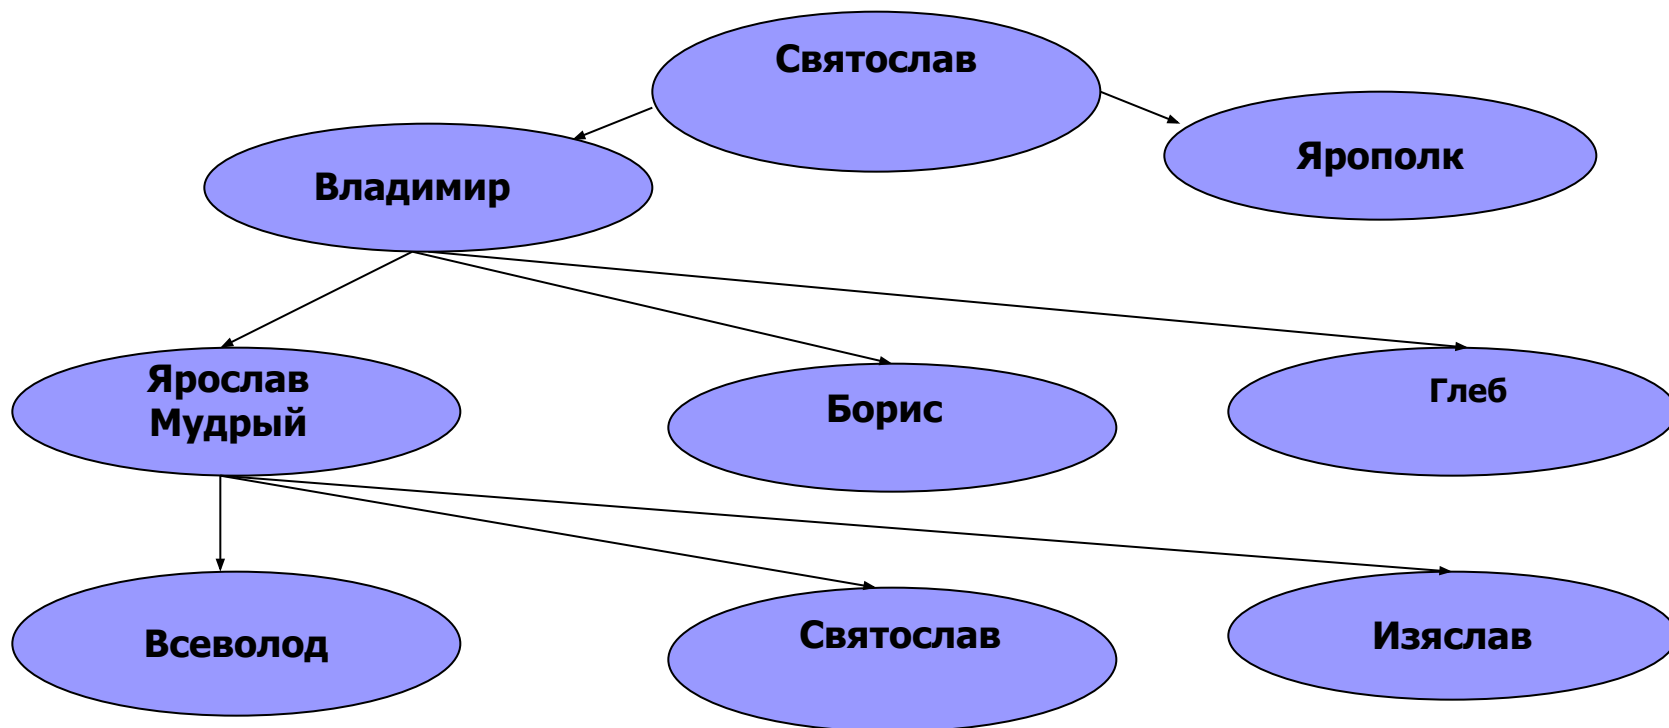 Святослав
Ярополк
Владимир
Ярослав
Мудрый
Борис
Глеб
Всеволод
Святослав
Изяслав